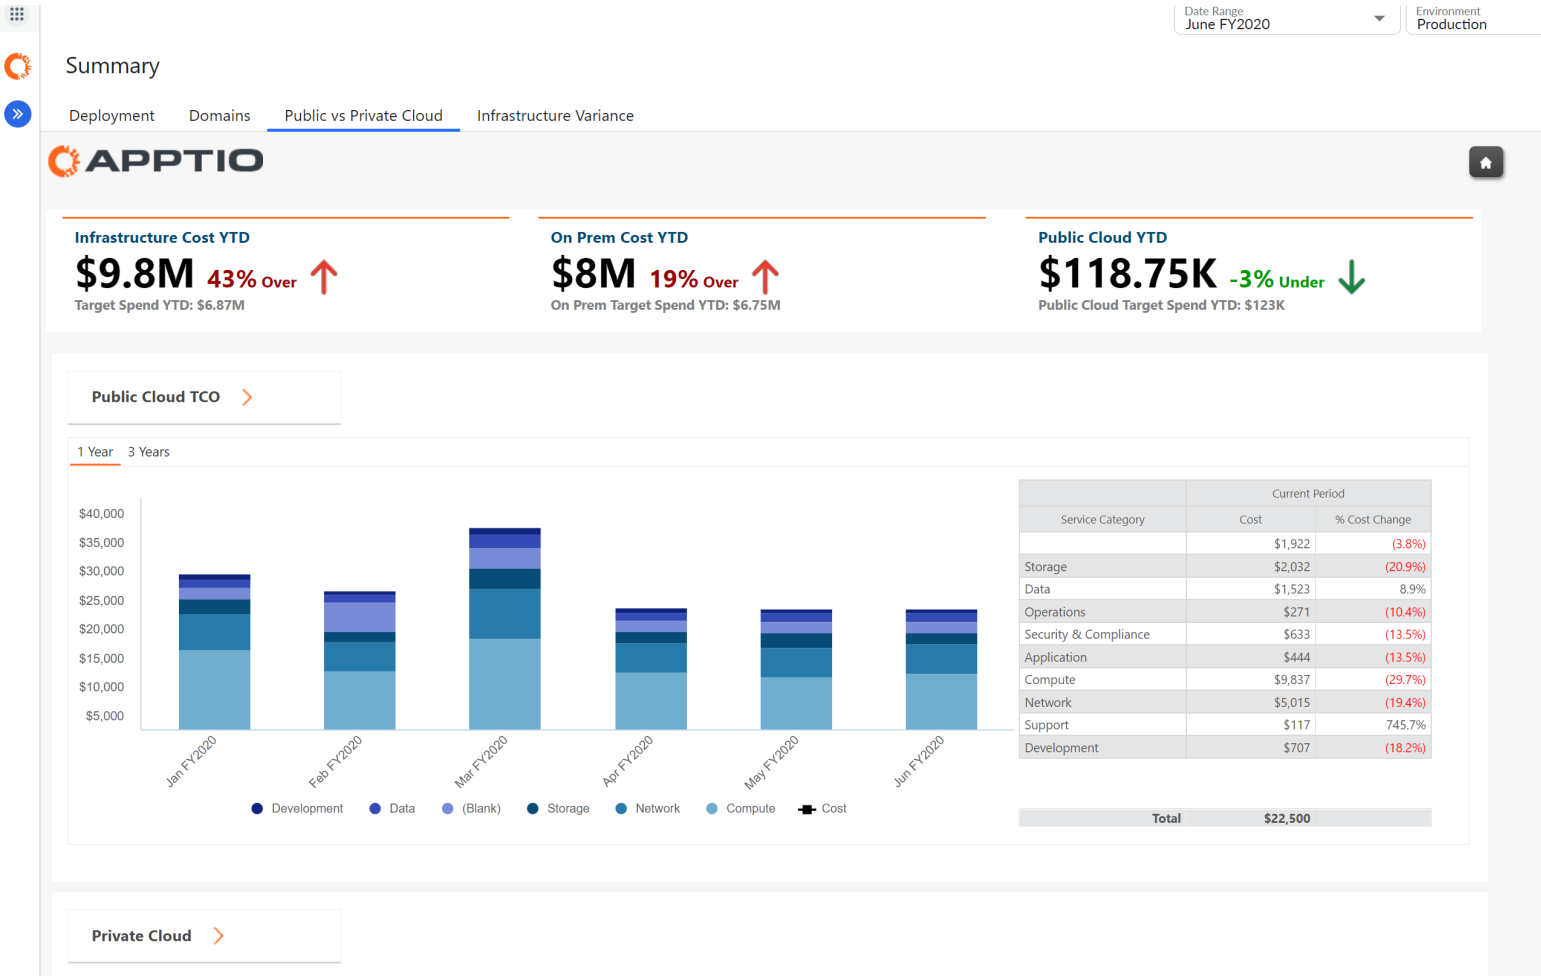 Date Range
June FY2020
Environment
Production
Summary
Deployment Domains Public vs Private Cloud Infrastructure Variance
APPTIO
Infrastructure Cost YTD
$9.8M 43% Over
Target Spend YTD: $6.87M
On Prem Cost YTD
$8M 19% Over
On Prem Target Spend YTD: $6.75M
Public Cloud YTD
$118.75K -3% Under
Public Cloud Target Spend YTD: $123K
Public Cloud TCO
1 Year 3 Years
$40,000
$35,000
$30,000
$25,000
$20,000
$15,000
$10,000
$5,000
Jan FY2020
Feb FY2020
Mar FY2020
Apr FY2020
May FY2020
Jun FY2020
Development Data (Blank) Storage Network Compute Cost
Current Period
Service Category Cost % Cost Change
$1,922 (3.8%)
Storage $2,032 (20.9%)
Data $1,523 8.9%
Operations $271 (10.4%)
Security & Compliance $633 (13.5%)
Application $444 (13.5%)
Compute $9,837 (29.7%)
Network $5,015 (19.4%)
Support $117 745.7%
Development $707 (18.2%)
Total $22,500
Private Cloud